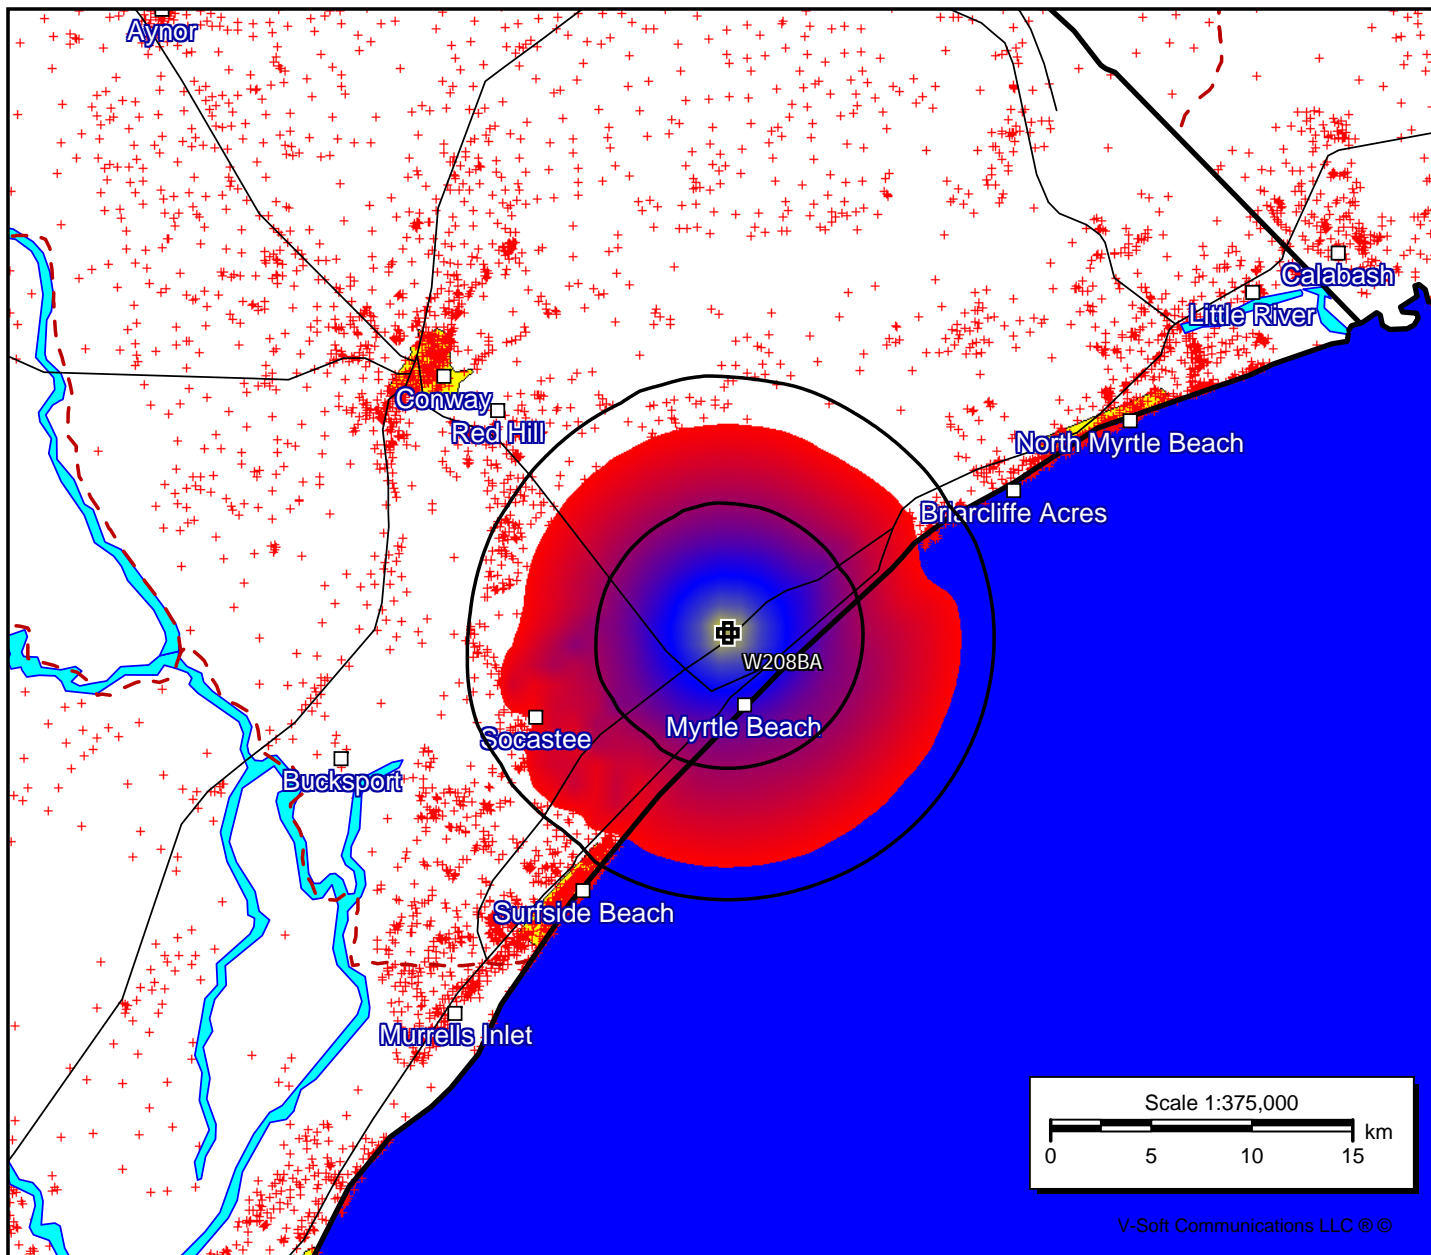 Aynor
Calabash
Little River
Conway
Red Hill
North Myrtle Beach
Briarcliffe Acres
W208BA
Myrtle Beach
Socastee
Bucksport
Surfside Beach
Murrells Inlet
Scale 1:375,000
km
0 5 10 15
V-Soft Communications LLC ® ©